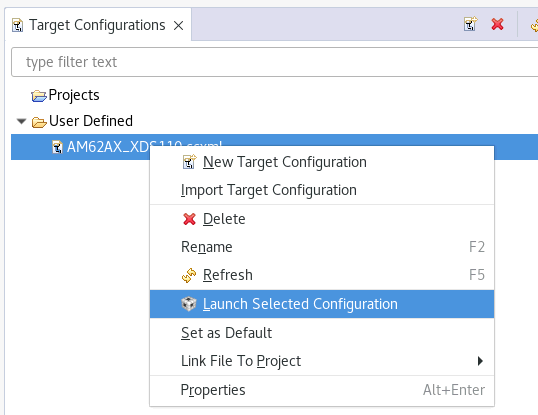 Target Configurations
type filter text
Projects
User Defined
AM62AX_XDS110.ccxml
New Target Configuration
Import Target Configuration
Delete
Rename F2
Refresh F5
Launch Selected Configuration
Set as Default
Link File To Project
Properties Alt+Enter